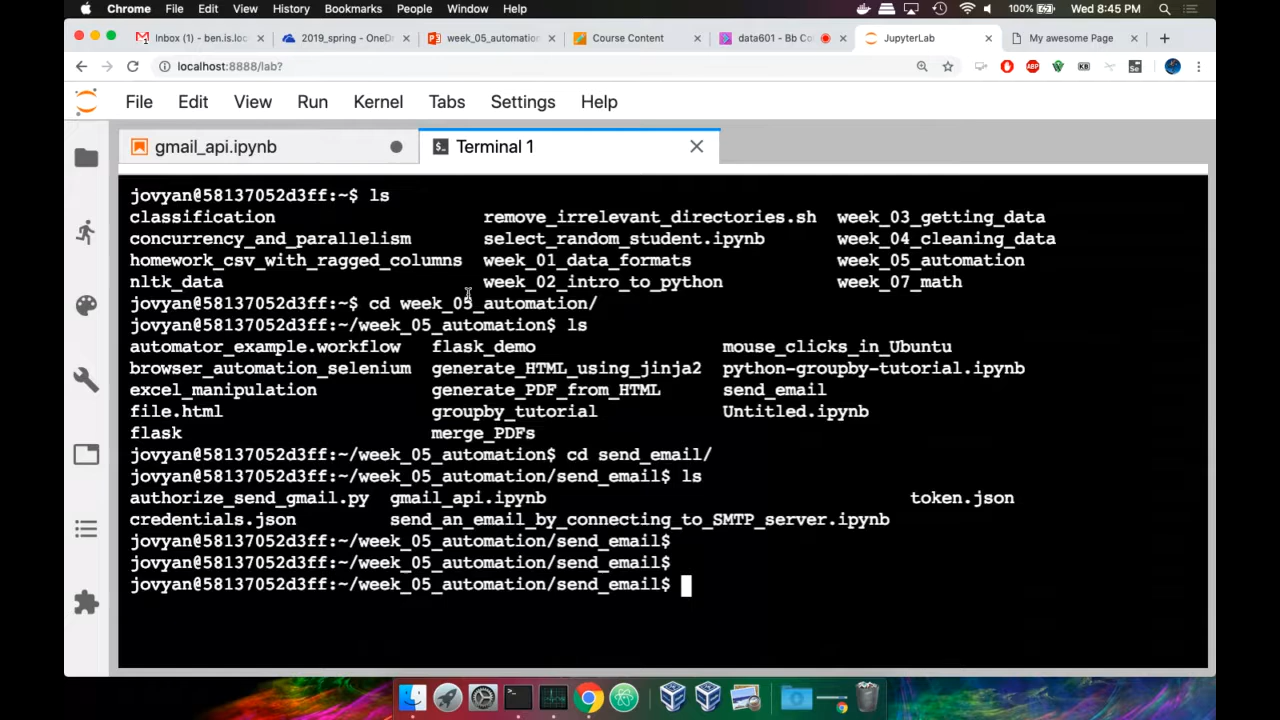 Chrome File Edit View History Bookmarks People Window Help 100% Wed 8:45 PM
Inbox (1) - ben.is.loc 2019_spring - OneDr week_05_automation Course Content data601 - Bb Co JupyterLab My awesome Page
localhost:8888/lab?
File Edit View Run Kernel Tabs Settings Help
gmail_api.ipynb Terminal 1
jovyan@58137052d3ff:~$ ls
classification remove_irrelevant_directories.sh week_03_getting_data
concurrency_and_parallelism select_random_student.ipynb week_04_cleaning_data
homework_csv_with_ragged_columns week_01_data_formats week_05_automation
nltk_data week_02_intro_to_python week_07_math
jovyan@58137052d3ff:~$ cd week_05_automation/
jovyan@58137052d3ff:~/week_05_automation$ ls
automator_example.workflow flask_demo mouse_clicks_in_Ubuntu
browser_automation_selenium generate_HTML_using_jinja2 python-groupby-tutorial.ipynb
excel_manipulation generate_PDF_from_HTML send_email
file.html groupby_tutorial Untitled.ipynb
flask merge_PDFs
jovyan@58137052d3ff:~/week_05_automation$ cd send_email/
jovyan@58137052d3ff:~/week_05_automation/send_email$ ls
authorize_send_gmail.py gmail_api.ipynb token.json
credentials.json send_an_email_by_connecting_to_SMTP_server.ipynb
jovyan@58137052d3ff:~/week_05_automation/send_email$
jovyan@58137052d3ff:~/week_05_automation/send_email$
jovyan@58137052d3ff:~/week_05_automation/send_email$